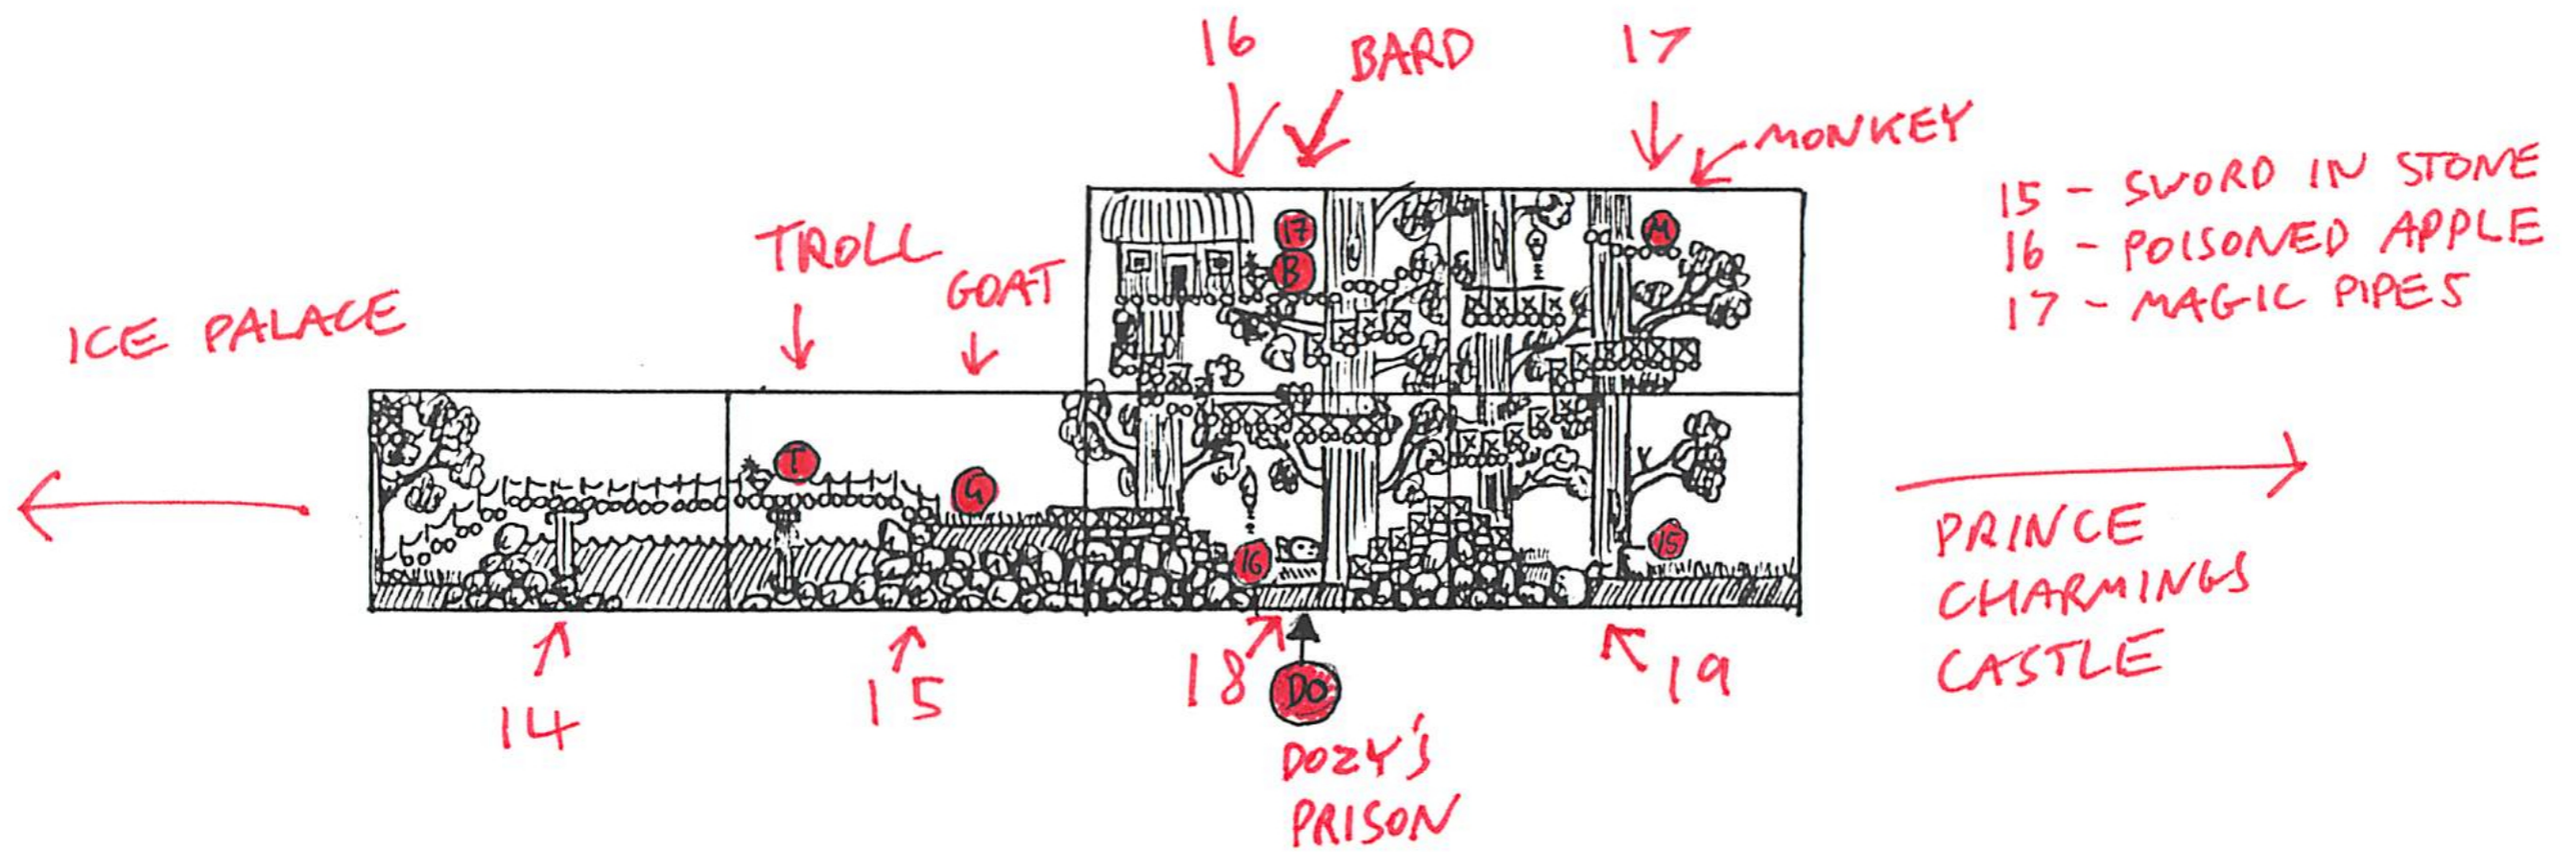 16
BARD
17
MONKEY
15 - SWORD IN STONE
16 - POISONED APPLE
17 - MAGIC PIPES
TROLL
GOAT
ICE PALACE
17
B
M
T
G
16
15
PRINCE
CHARMINGS
CASTLE
14
15
18
DO
19
DOZY'S
PRISON